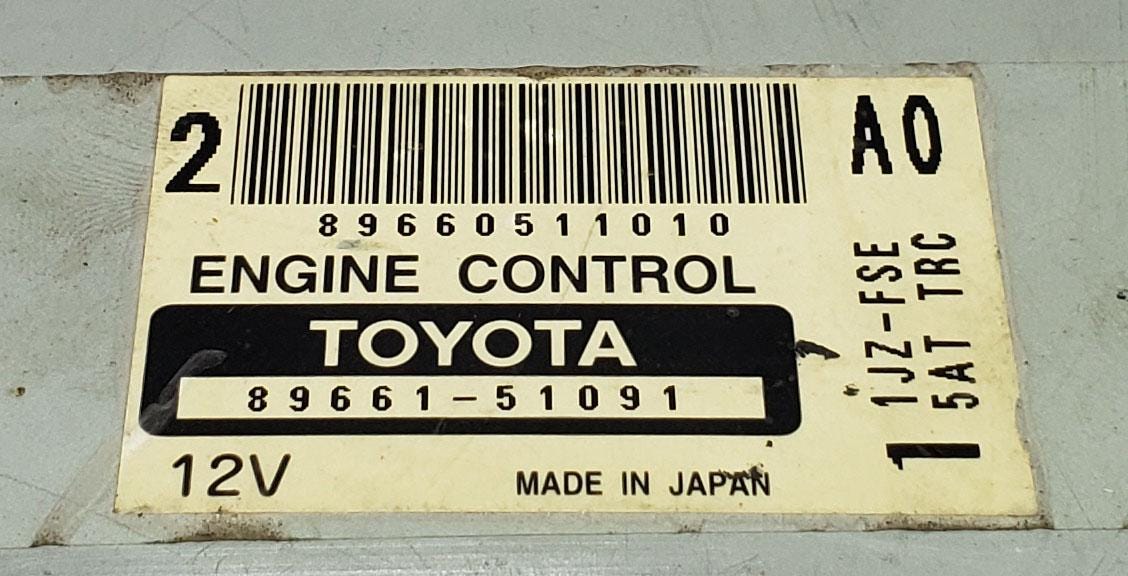 2
89660511010
ENGINE CONTROL
TOYOTA
89661-51091
12V
MADE IN JAPAN
A0
1JZ-FSE
5AT TRC
1